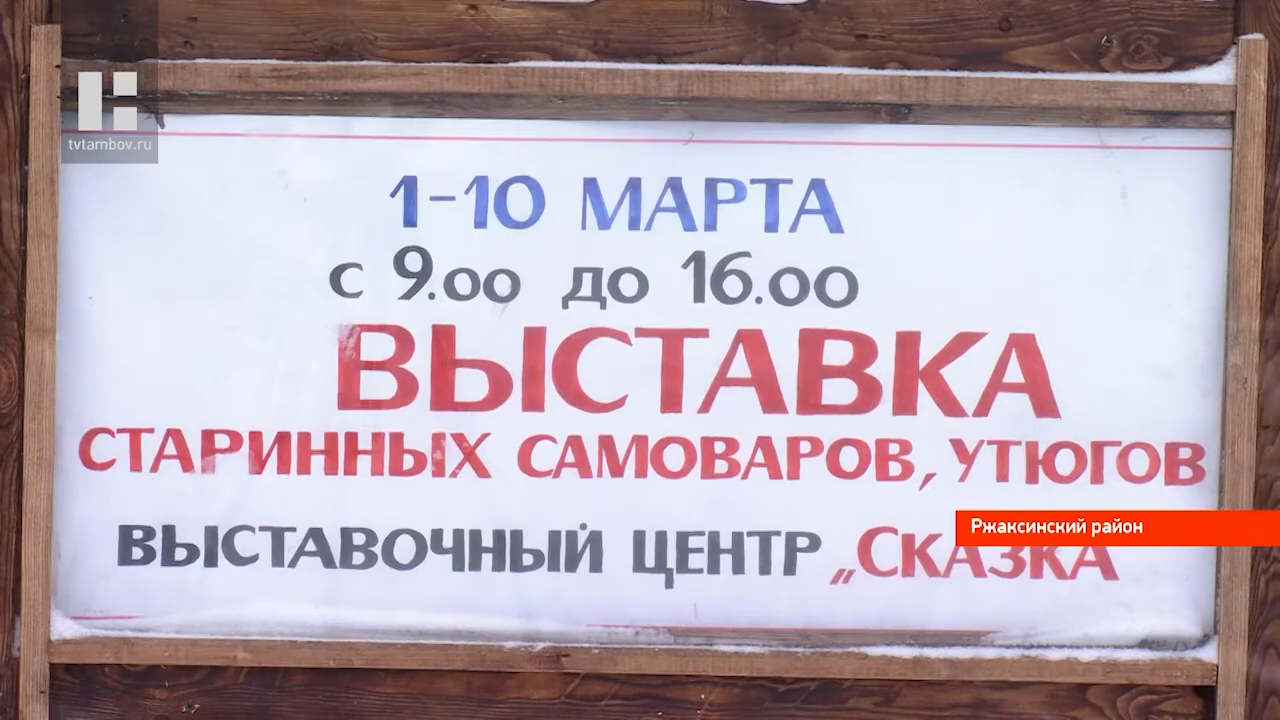 tvtambov.ru
1-10 МАРТА
с 9.00 до 16.00
ВЫСТАВКА
СТАРИННЫХ САМОВАРОВ, УТЮГОВ
ВЫСТАВОЧНЫЙ ЦЕНТР „СКАЗКА
Ржаксинский район